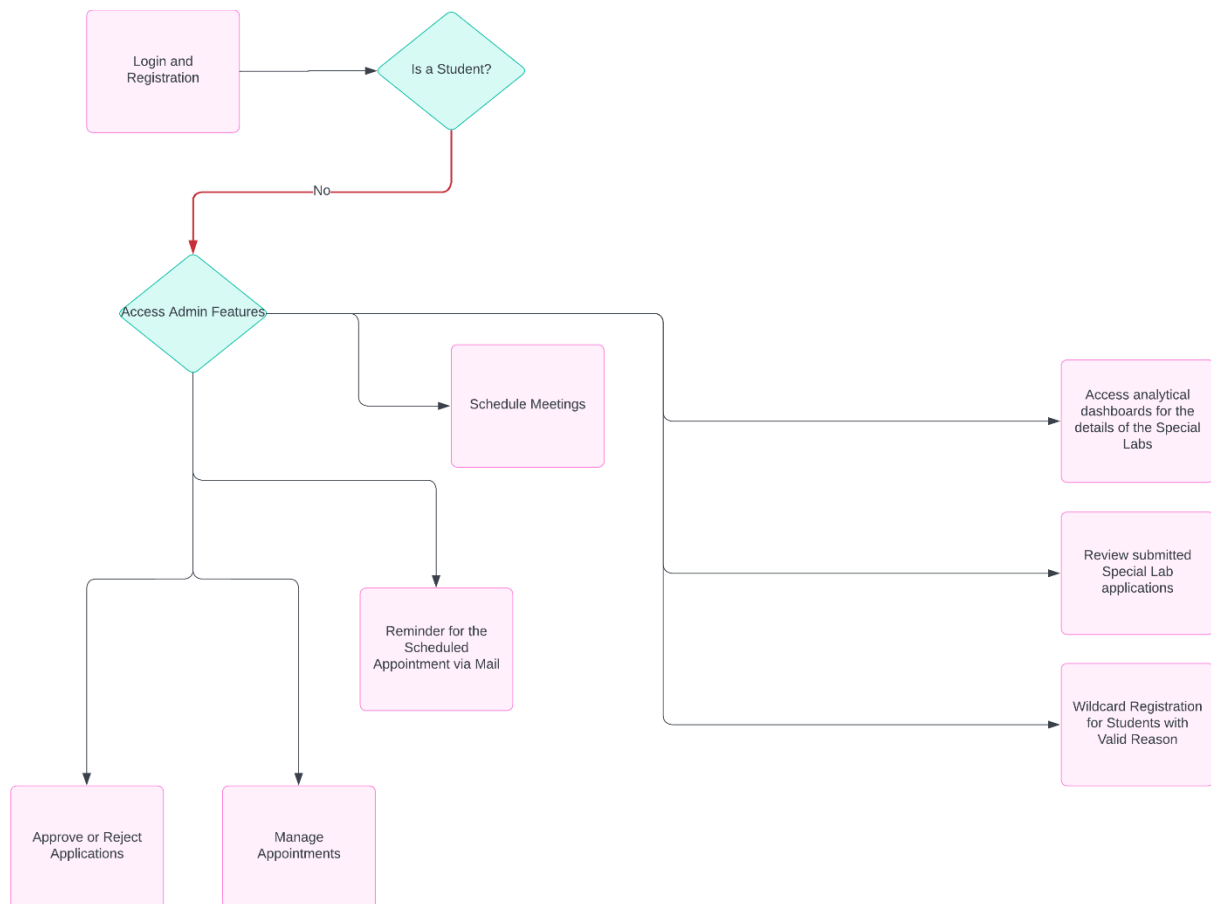 Login and
Registration
Is a Student?
No
Access Admin Features
Schedule Meetings
Access analytical
dashboards for the
details of the Special
Labs
Review submitted
Special Lab
applications
Reminder for the
Scheduled
Appointment via Mail
Wildcard Registration
for Students with
Valid Reason
Approve or Reject
Applications
Manage
Appointments